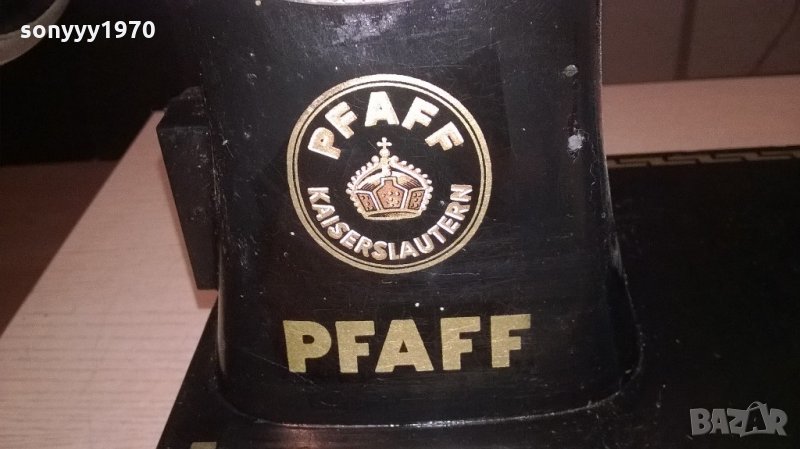 sonyyy1970
PFAFF
KAISERSLAUTERN
PFAFF
BAZAR